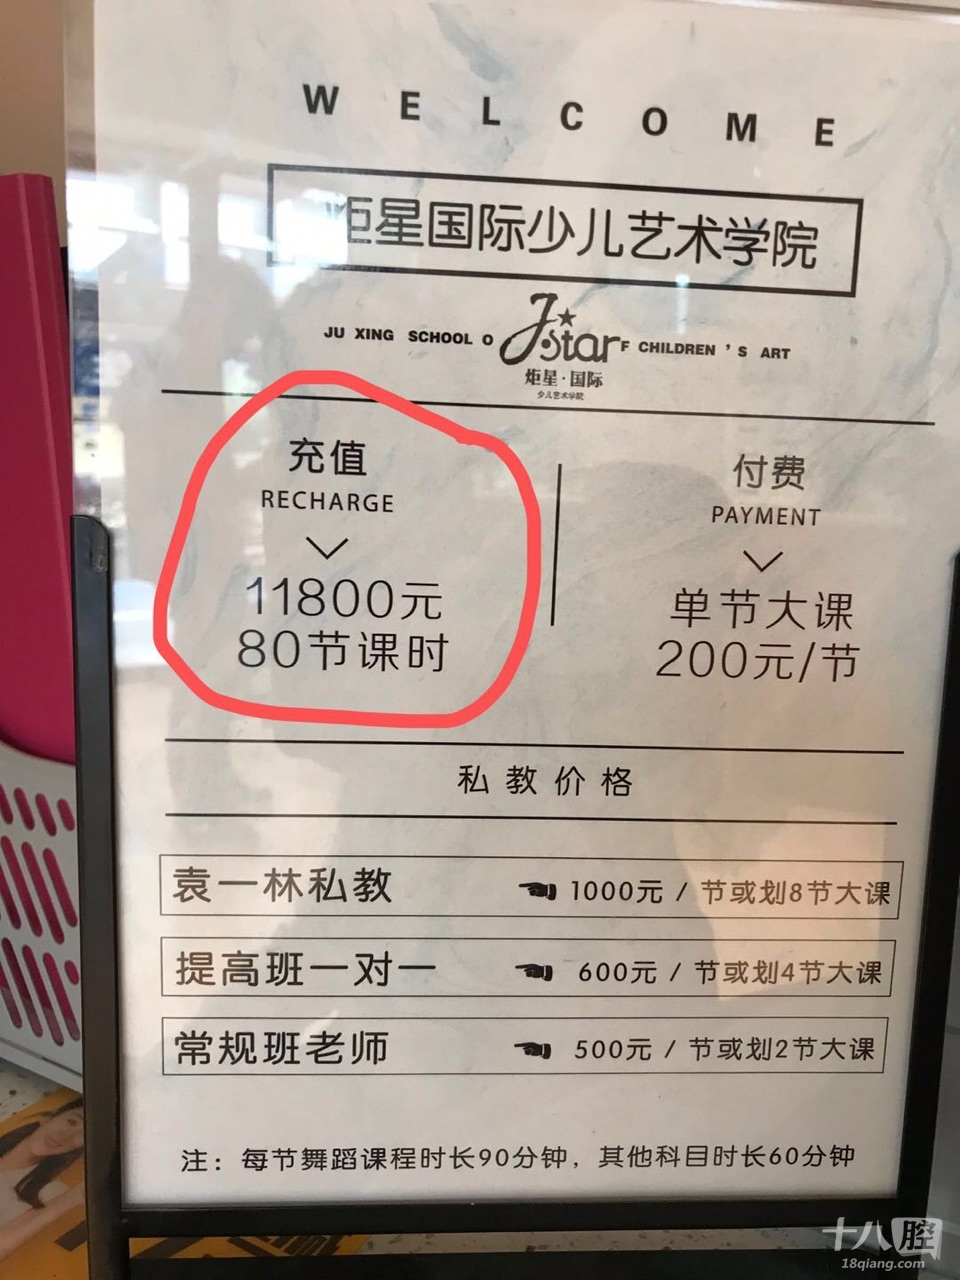 WELCOME
炬星国际少儿艺术学院
JU XING SCHOOL O Jstar F CHILDREN 'S ART
炬星·国际
少儿艺术学院
充值
RECHARGE
11800元
80节课时
付费
PAYMENT
单节大课
200元/节
私教价格
袁一林私教 1000元 / 节或划8节大课
提高班一对一 600元 / 节或划4节大课
常规班老师 500元 / 节或划2节大课
注：每节舞蹈课程时长90分钟，其他科目时长60分钟
十八腔
18qiang.com